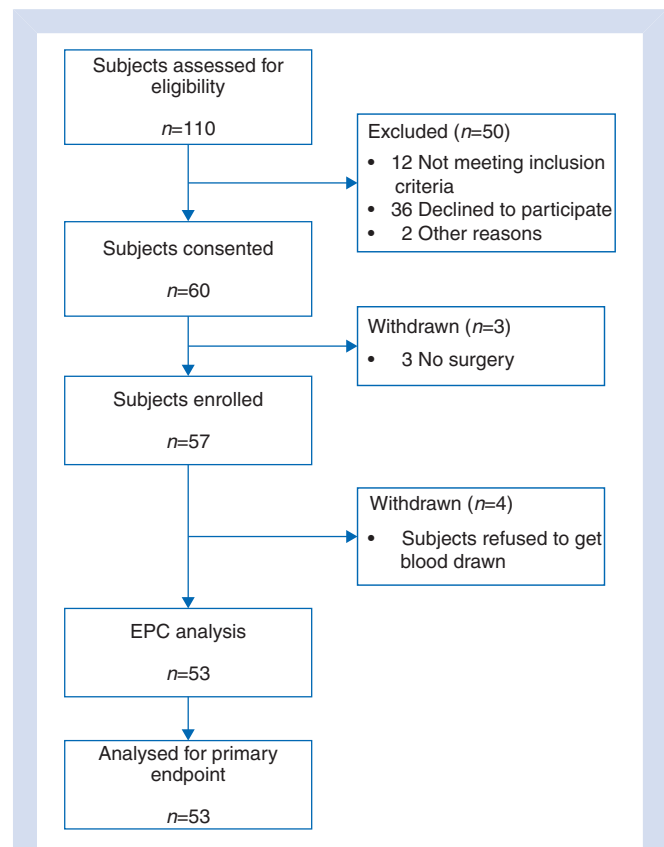 Subjects assessed for
eligibility
n=110
Excluded (n=50)
• 12 Not meeting inclusion
criteria
• 36 Declined to participate
• 2 Other reasons
Subjects consented
n=60
Withdrawn (n=3)
• 3 No surgery
Subjects enrolled
n=57
Withdrawn (n=4)
• Subjects refused to get
blood drawn
EPC analysis
n=53
Analysed for primary
endpoint
n=53